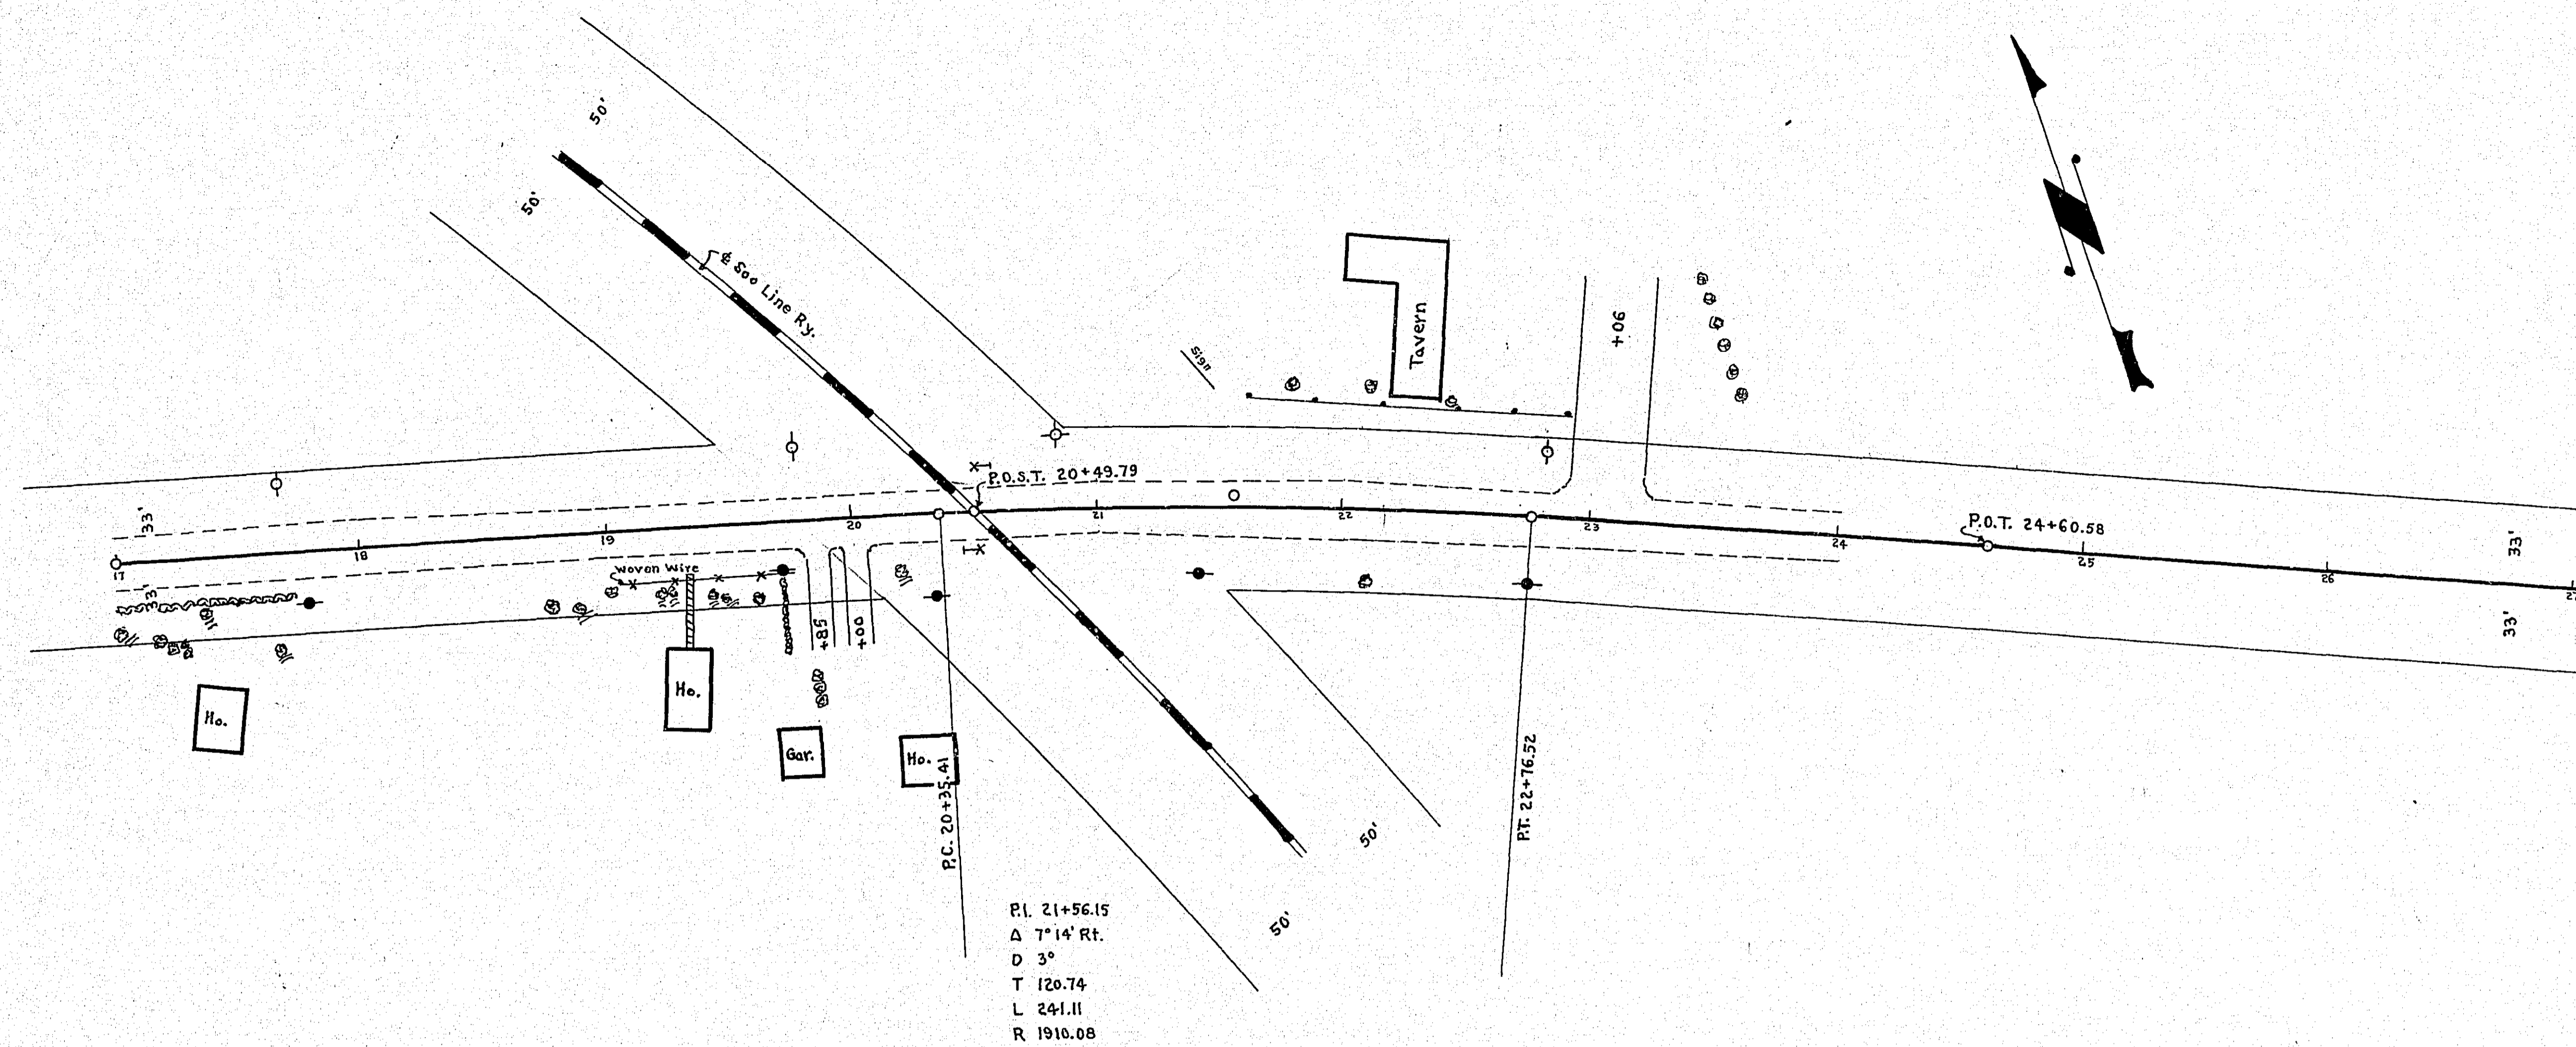 50'
50'
℄ Soo Line Ry.
Sign
Tavern
+06
P.O.S.T. 20+49.79
P.O.T. 24+60.58
33'
33'
33'
33'
17
18
19
20
21
22
23
24
25
26
27
Woven Wire
+85
+00
Ho.
Ho.
Gar.
Ho.
P.C. 20+35.41
P.T. 22+76.52
50'
50'
P.I. 21+56.15
Δ 7°14' Rt.
D 3°
T 120.74
L 241.11
R 1910.08